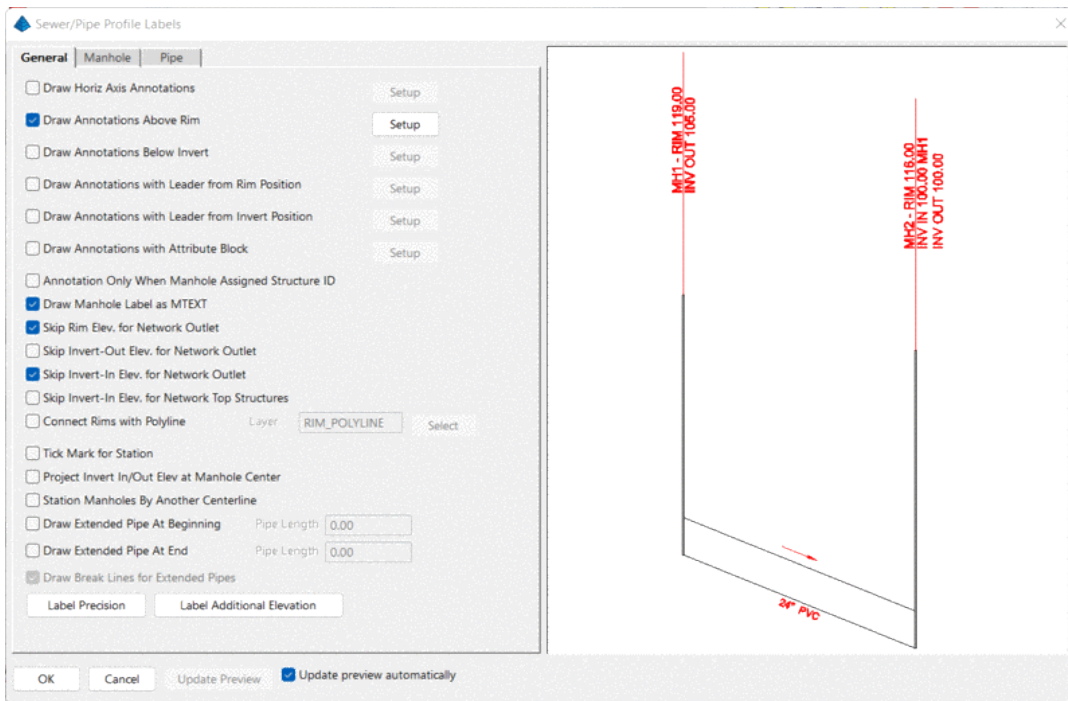 Sewer/Pipe Profile Labels
General Manhole Pipe
Draw Horiz Axis Annotations Setup
Draw Annotations Above Rim Setup
Draw Annotations Below Invert Setup
Draw Annotations with Leader from Rim Position Setup
Draw Annotations with Leader from Invert Position Setup
Draw Annotations with Attribute Block Setup
Annotation Only When Manhole Assigned Structure ID
Draw Manhole Label as MTEXT
Skip Rim Elev. for Network Outlet
Skip Invert-Out Elev. for Network Outlet
Skip Invert-In Elev. for Network Outlet
Skip Invert-In Elev. for Network Top Structures
Connect Rims with Polyline Layer RIM_POLYLINE Select
Tick Mark for Station
Project Invert In/Out Elev at Manhole Center
Station Manholes By Another Centerline
Draw Extended Pipe At Beginning Pipe Length 0.00
Draw Extended Pipe At End Pipe Length 0.00
Draw Break Lines for Extended Pipes
Label Precision Label Additional Elevation
OK Cancel Update Preview Update preview automatically
MH1 - RIM 119.00
INV OUT 105.00
MH2 - RIM 116.00
INV IN 100.00 MH1
INV OUT 100.00
24" PVC